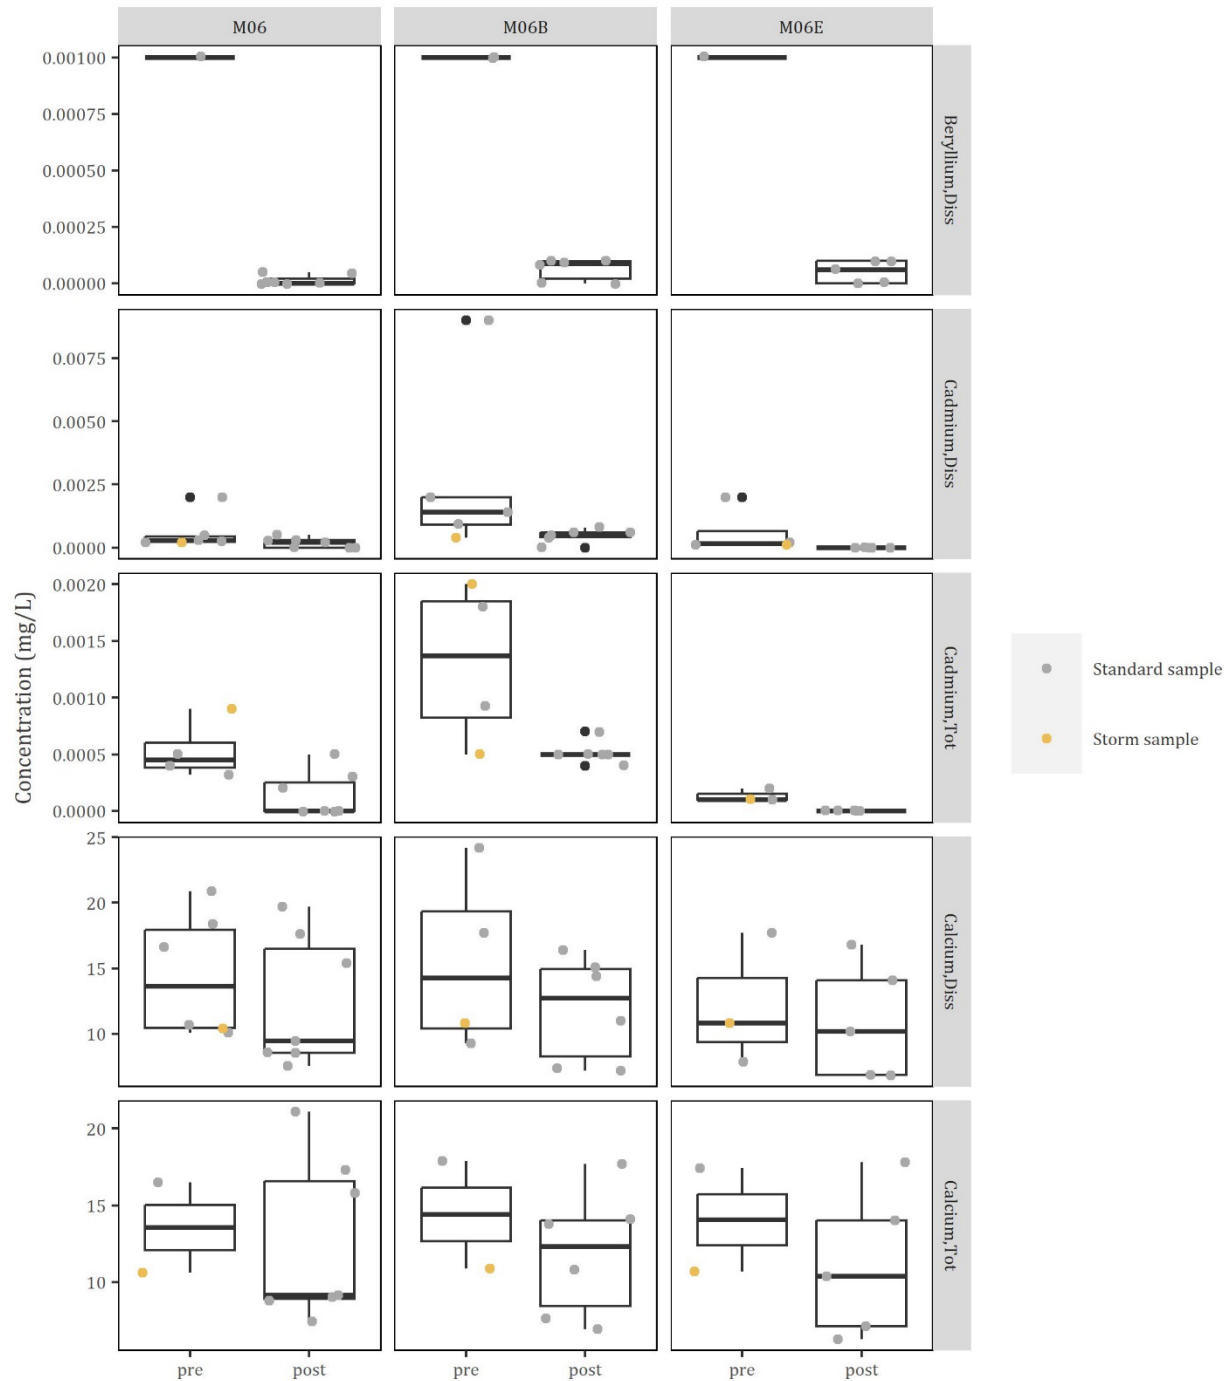 M06 M06B M06E
0.00100
0.00075
0.00050
0.00025
0.00000
Beryllium,Diss
0.0075
0.0050
0.0025
0.0000
Cadmium,Diss
Concentration (mg/L)
0.0020
0.0015
0.0010
0.0005
0.0000
Cadmium,Tot
Standard sample
Storm sample
25
20
15
10
Calcium,Diss
20
15
10
Calcium,Tot
pre post pre post pre post